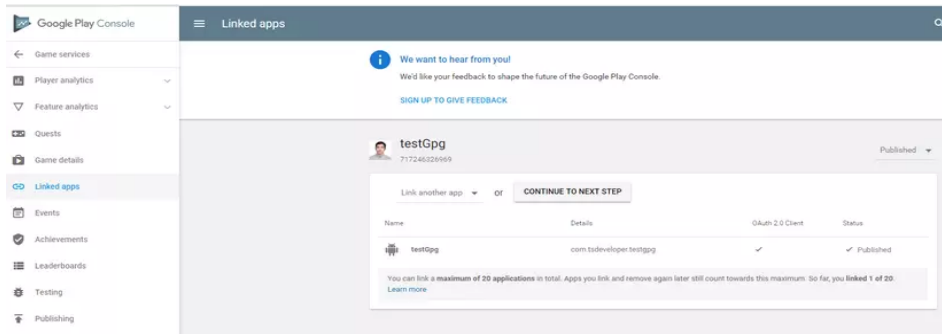 Google Play Console
Linked apps
Game services
Player analytics
Feature analytics
Quests
Game details
Linked apps
Events
Achievements
Leaderboards
Testing
Publishing
We want to hear from you!
We'd like your feedback to shape the future of the Google Play Console.
SIGN UP TO GIVE FEEDBACK
testGpg
717246326969
Published
Link another app or CONTINUE TO NEXT STEP
Name Details OAuth 2.0 Client Status
testGpg com.tsdeveloper.testgpg Published
You can link a maximum of 20 applications in total. Apps you link and remove again later still count towards this maximum. So far, you linked 1 of 20.
Learn more